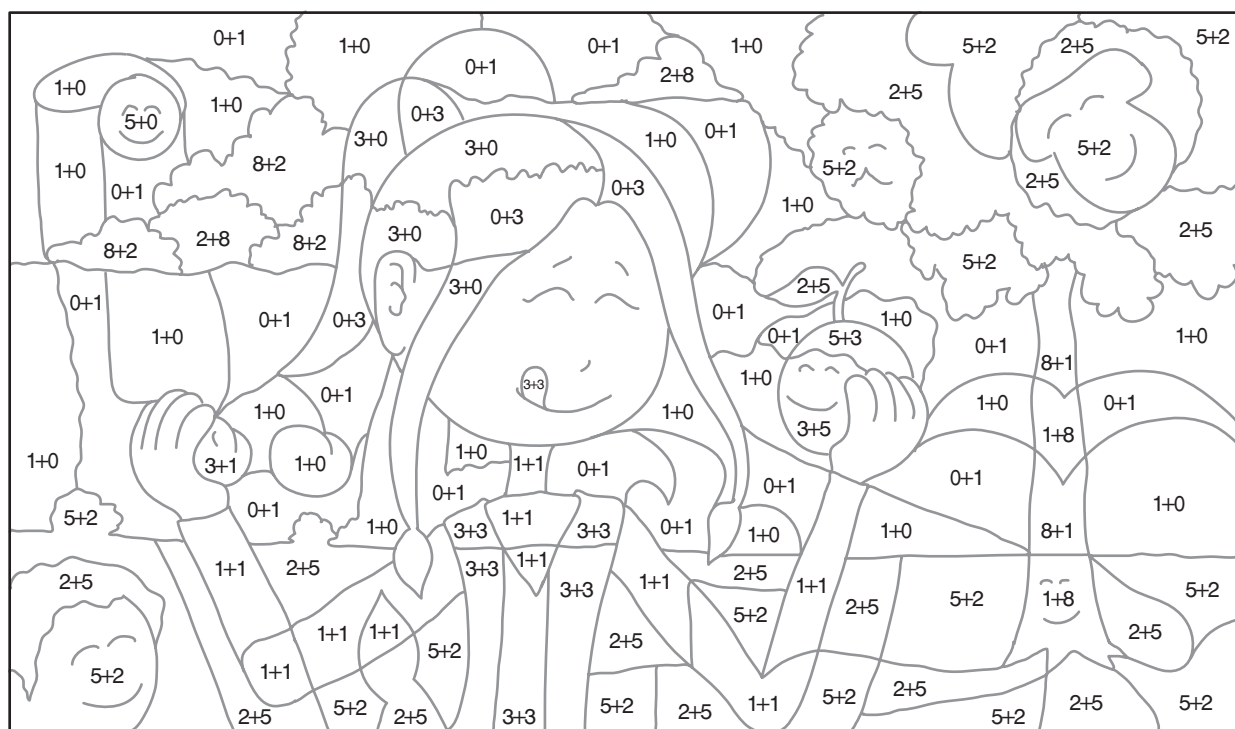 0+1 1+0 0+1 1+0 5+2 2+5 5+2
1+0 0+1 2+8 2+5
5+0 1+0 0+3 3+0 3+0 1+0 0+1 5+2
1+0 0+1 8+2 0+3 5+2 2+5
8+2 2+8 8+2 3+0 0+3 1+0 5+2 2+5
0+1 3+0 2+5
1+0 0+1 0+3 0+1 0+1 5+3 1+0 0+1 8+1 1+0
0+1 3+3 1+0
1+0 1+0 3+5 1+0 1+8 0+1
1+0 3+1 1+0 1+0 1+1 0+1
0+1 0+1 0+1 0+1 1+0
5+2 1+0 3+3 1+1 3+3 0+1 1+0 1+0 8+1
2+5 1+1 2+5 3+3 1+1 3+3 1+1 2+5 1+1 2+5 5+2 1+8 5+2
1+1 1+1 5+2 2+5 5+2 2+5
5+2 1+1 2+5
2+5 5+2 2+5 3+3 5+2 2+5 1+1 5+2 5+2 2+5 5+2